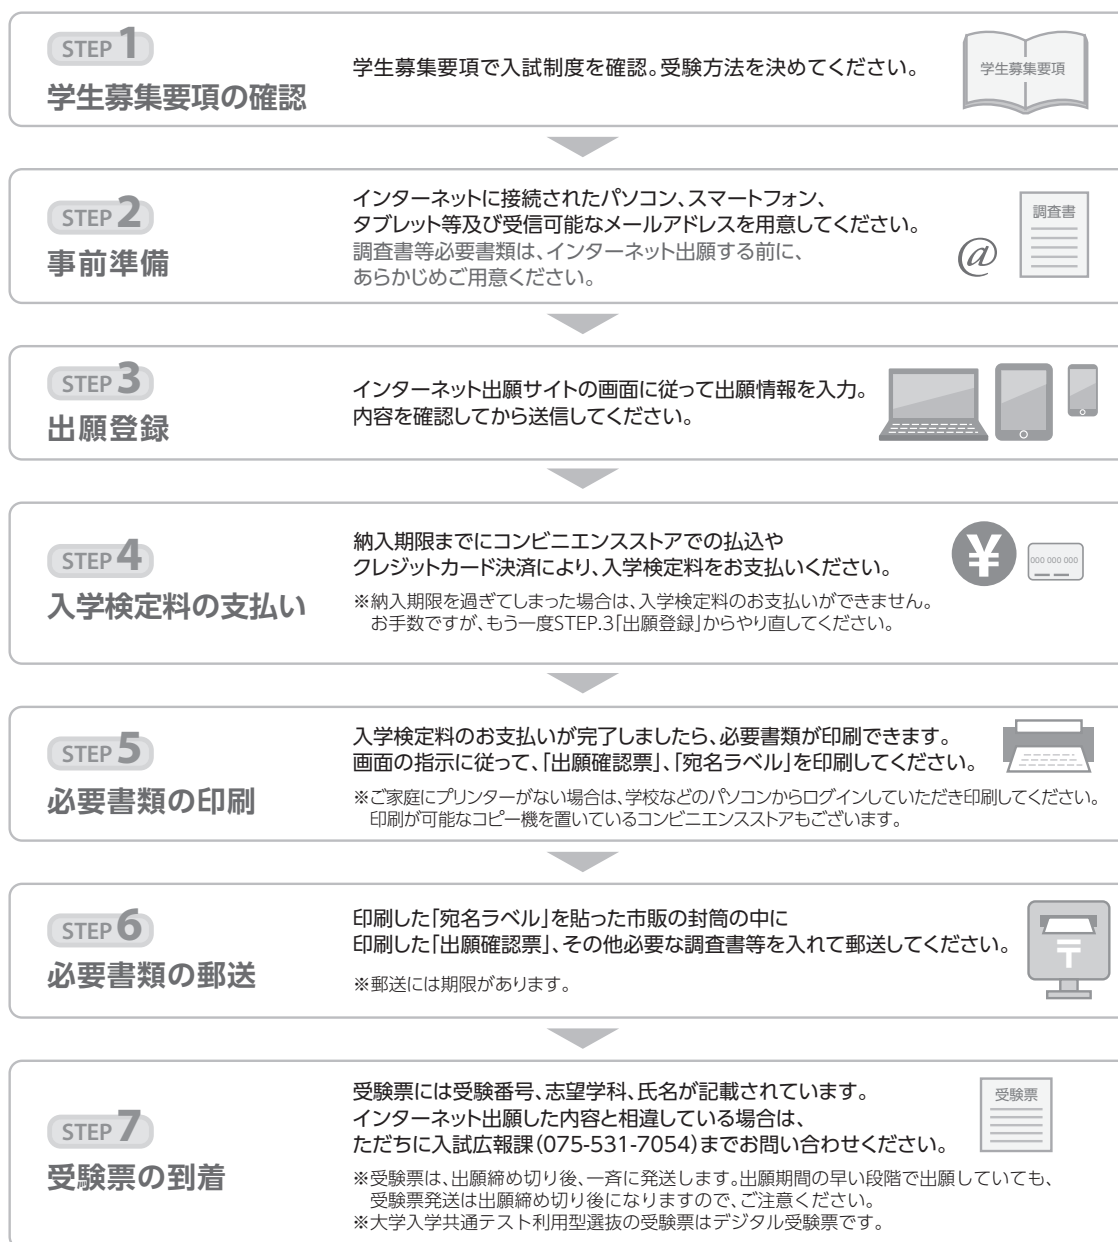 STEP 1
学生募集要項の確認
学生募集要項で入試制度を確認。受験方法を決めてください。
学生募集要項
STEP 2
事前準備
インターネットに接続されたパソコン、スマートフォン、
タブレット等及び受信可能なメールアドレスを用意してください。
調査書等必要書類は、インターネット出願する前に、
あらかじめご用意ください。
@
調査書
STEP 3
出願登録
インターネット出願サイトの画面に従って出願情報を入力。
内容を確認してから送信してください。
STEP 4
入学検定料の支払い
納入期限までにコンビニエンスストアでの払込や
クレジットカード決済により、入学検定料をお支払いください。
※納入期限を過ぎてしまった場合は、入学検定料のお支払いができません。
お手数ですが、もう一度STEP.3「出願登録」からやり直してください。
¥
000 000 000
STEP 5
必要書類の印刷
入学検定料のお支払いが完了しましたら、必要書類が印刷できます。
画面の指示に従って、「出願確認票」、「宛名ラベル」を印刷してください。
※ご家庭にプリンターがない場合は、学校などのパソコンからログインしていただき印刷してください。
印刷が可能なコピー機を置いているコンビニエンスストアもございます。
STEP 6
必要書類の郵送
印刷した「宛名ラベル」を貼った市販の封筒の中に
印刷した「出願確認票」、その他必要な調査書等を入れて郵送してください。
※郵送には期限があります。
〒
STEP 7
受験票の到着
受験票には受験番号、志望学科、氏名が記載されています。
インターネット出願した内容と相違している場合は、
ただちに入試広報課(075-531-7054)までお問い合わせください。
※受験票は、出願締め切り後、一斉に発送します。出願期間の早い段階で出願していても、
受験票発送は出願締め切り後になりますので、ご注意ください。
※大学入学共通テスト利用型選抜の受験票はデジタル受験票です。
受験票